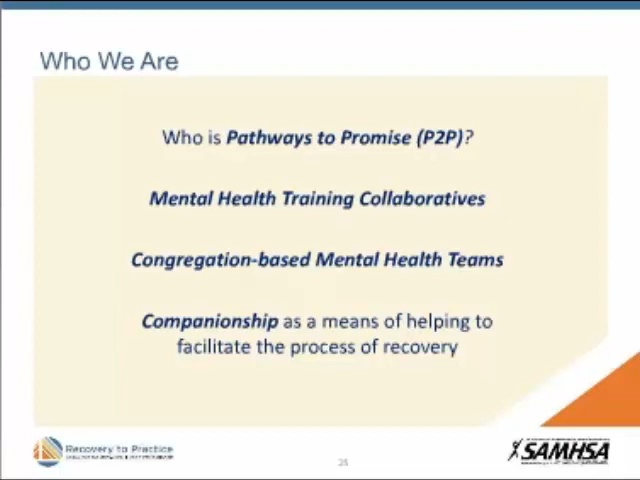 Who We Are
Who is Pathways to Promise (P2P)?
Mental Health Training Collaboratives
Congregation-based Mental Health Teams
Companionship as a means of helping to
facilitate the process of recovery
Recovery to Practice
SAMHSA